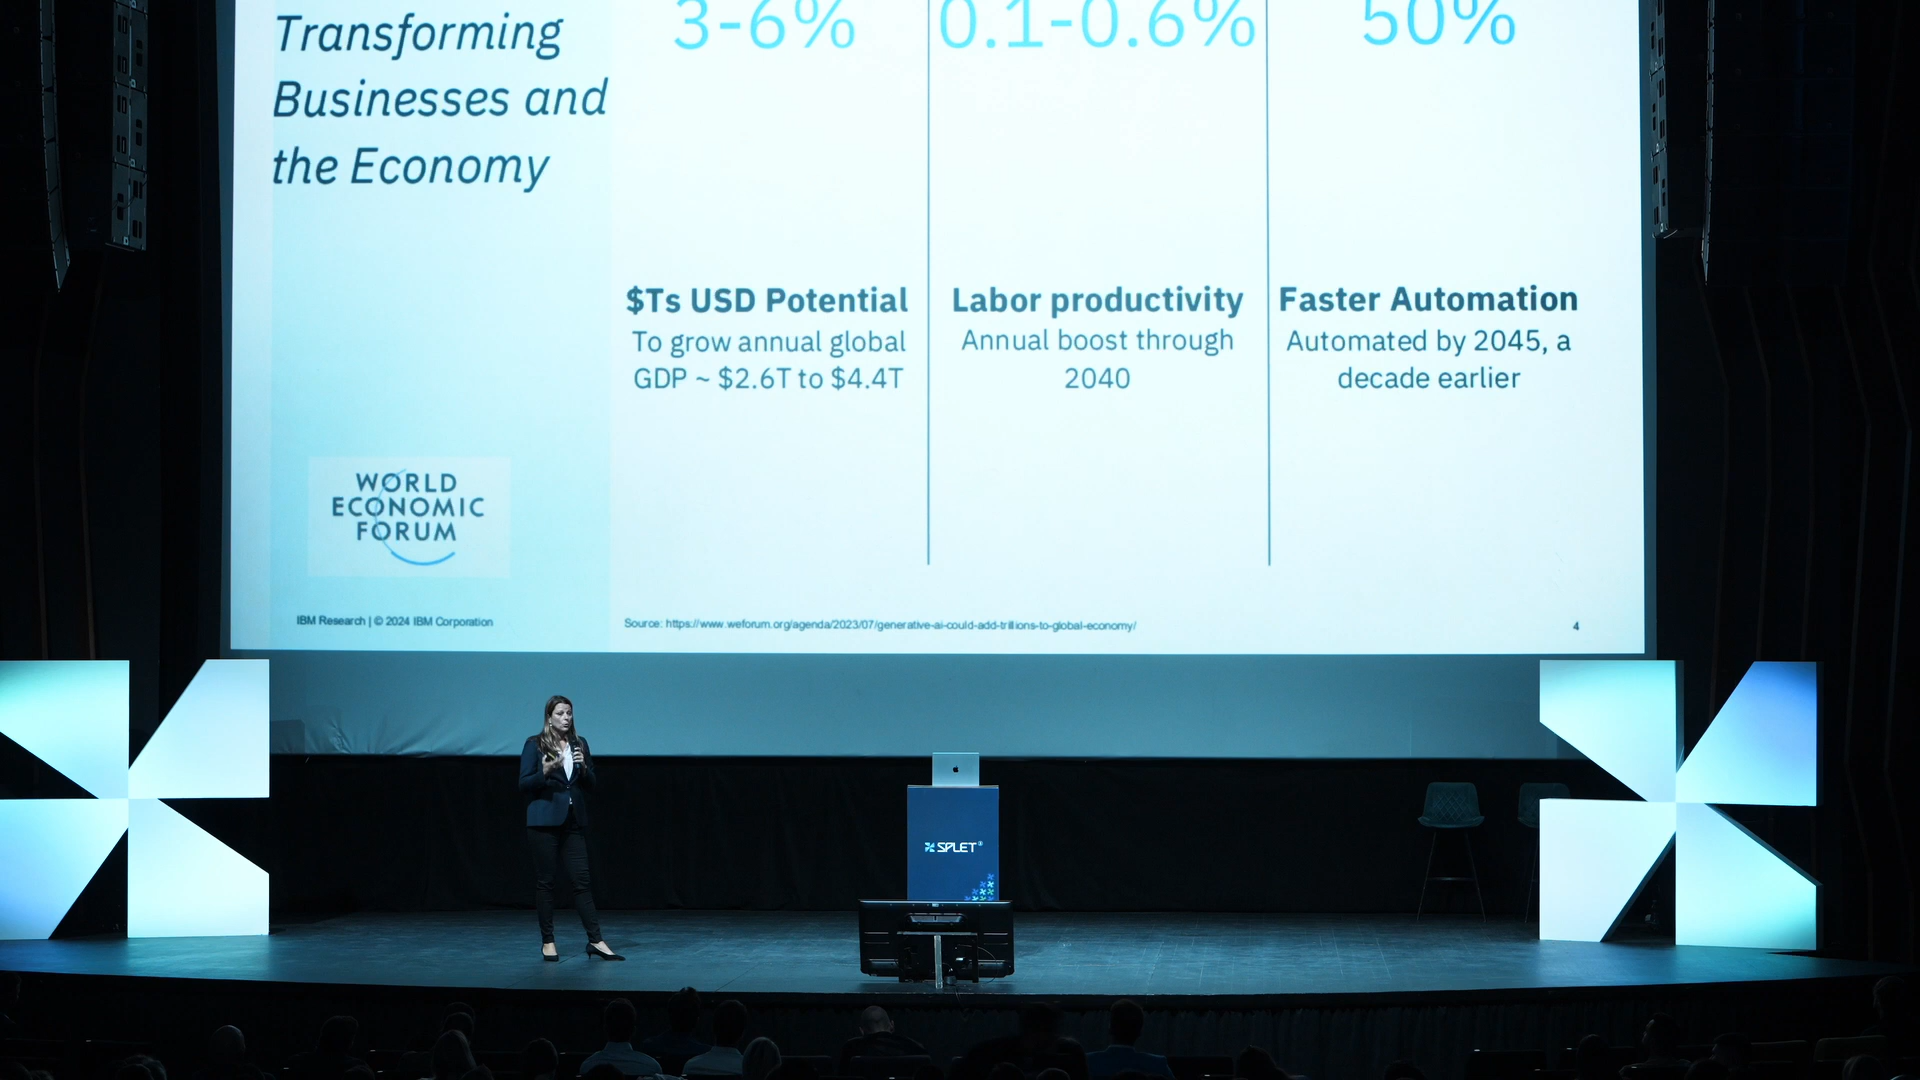 Transforming
Businesses and
the Economy
3-6%
$Ts USD Potential
To grow annual global
GDP ~ $2.6T to $4.4T
0.1-0.6%
Labor productivity
Annual boost through
2040
50%
Faster Automation
Automated by 2045, a
decade earlier
WORLD
ECONOMIC
FORUM
IBM Research | © 2024 IBM Corporation
Source: https://www.weforum.org/agenda/2023/07/generative-ai-could-add-trillions-to-global-economy/
4
SPLET